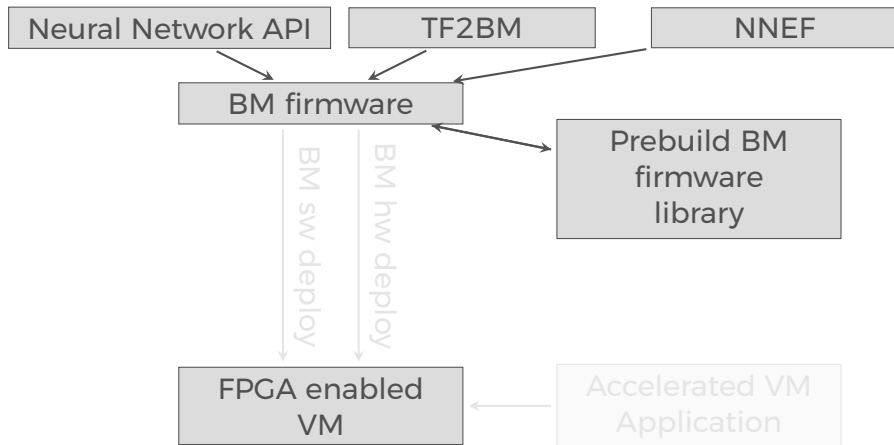 Neural Network API
TF2BM
NNEF
BM firmware
Prebuild BM
firmware
library
BM sw deploy
BM hw deploy
FPGA enabled
VM
Accelerated VM
Application